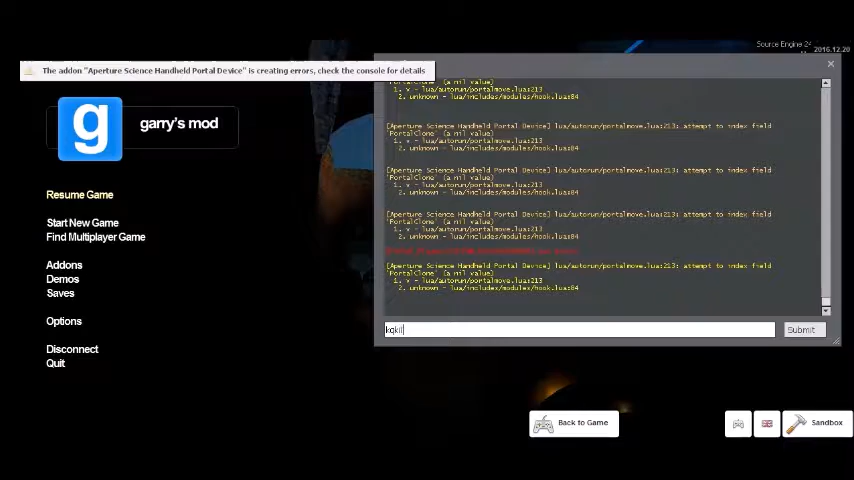 Source Engine 24
2016.12.20
The addon "Aperture Science Handheld Portal Device" is creating errors, check the console for details
g
garry's mod
Resume Game
Start New Game
Find Multiplayer Game
Addons
Demos
Saves
Options
Disconnect
Quit
'PortalClone' (a nil value)
1. v - lua/autorun/portalmove.lua:213
2. unknown - lua/includes/modules/hook.lua:84
[Aperture Science Handheld Portal Device] lua/autorun/portalmove.lua:213: attempt to index field
'PortalClone' (a nil value)
1. v - lua/autorun/portalmove.lua:213
2. unknown - lua/includes/modules/hook.lua:84
[Aperture Science Handheld Portal Device] lua/autorun/portalmove.lua:213: attempt to index field
'PortalClone' (a nil value)
1. v - lua/autorun/portalmove.lua:213
2. unknown - lua/includes/modules/hook.lua:84
[Aperture Science Handheld Portal Device] lua/autorun/portalmove.lua:213: attempt to index field
'PortalClone' (a nil value)
1. v - lua/autorun/portalmove.lua:213
2. unknown - lua/includes/modules/hook.lua:84
[Aperture Science Handheld Portal Device] lua/autorun/portalmove.lua:213: attempt to index field
'PortalClone' (a nil value)
1. v - lua/autorun/portalmove.lua:213
2. unknown - lua/includes/modules/hook.lua:84
Submit
Back to Game
Sandbox